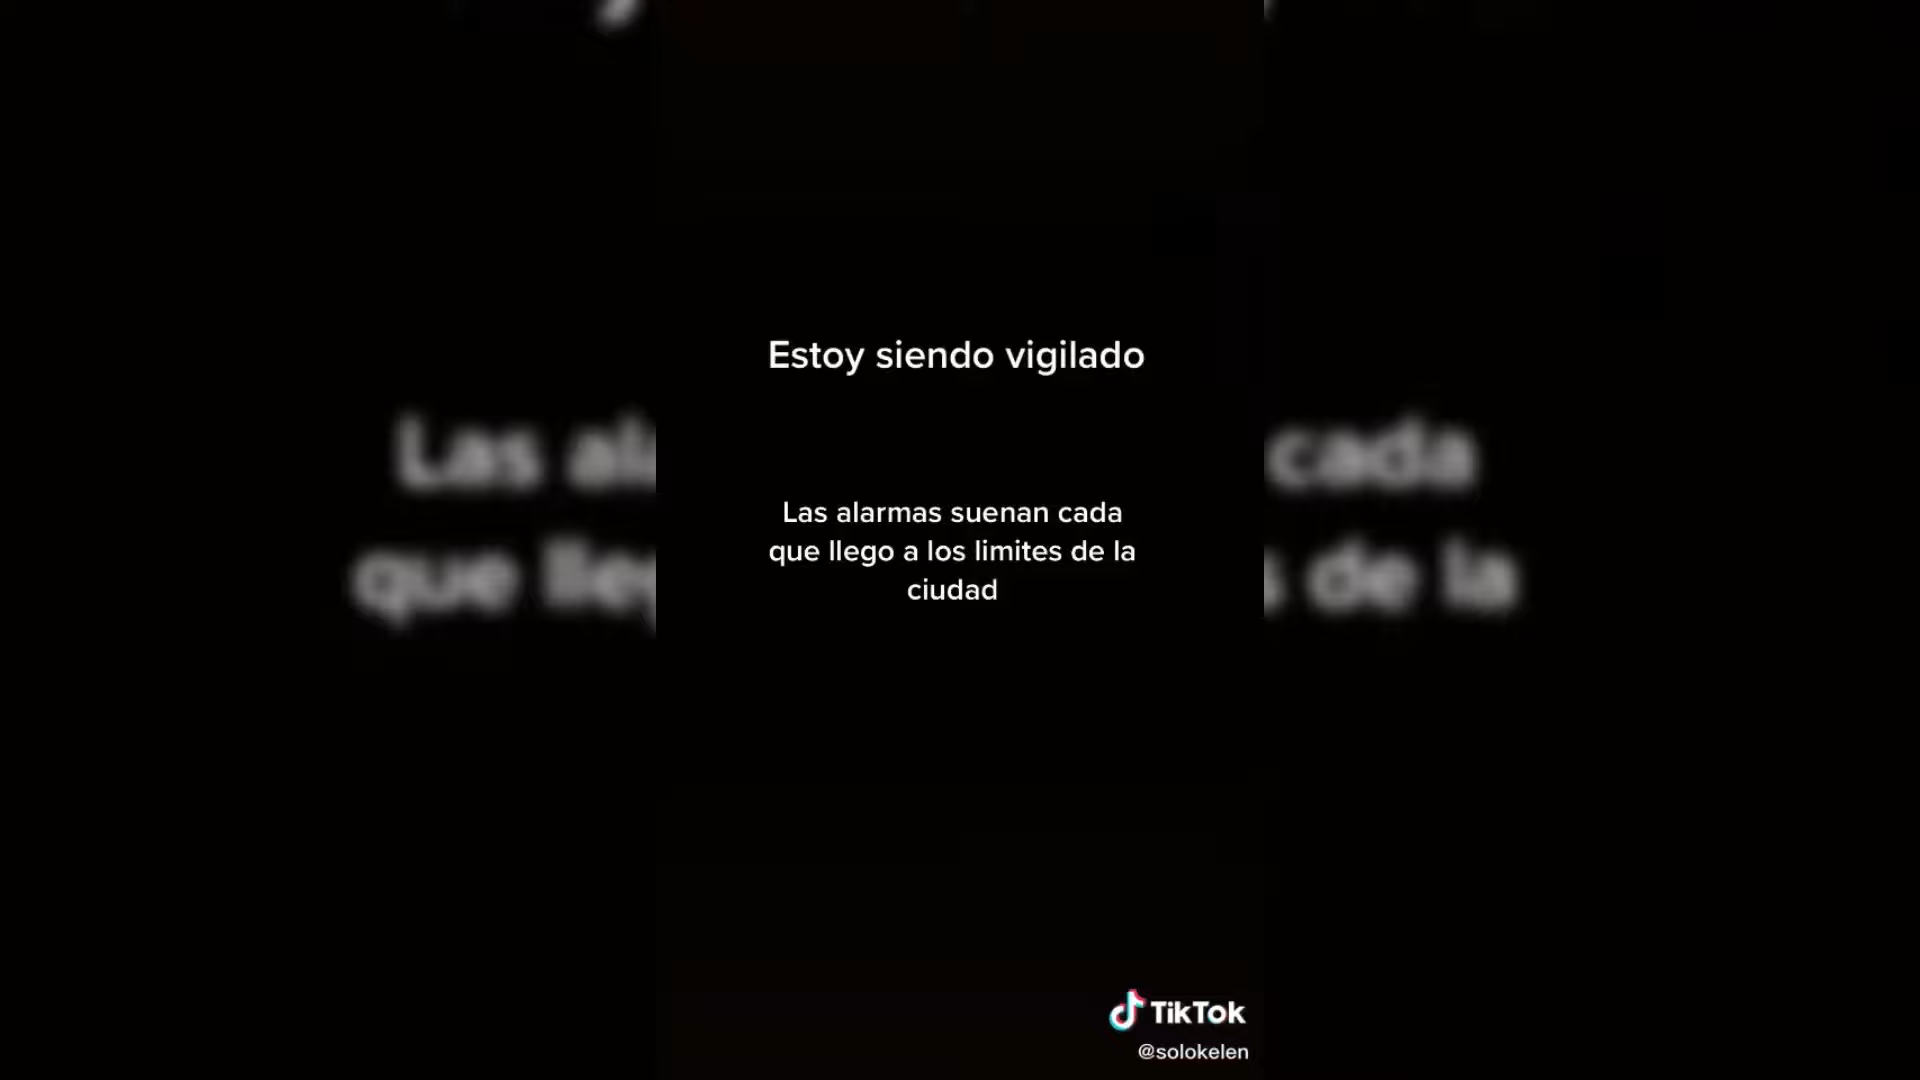 Estoy siendo vigilado
Las alarmas suenan cada
que llego a los limites de la
ciudad
TikTok
@solokelen